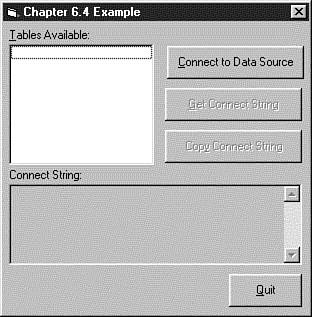 Chapter 6.4 Example
Tables Available:
Connect to Data Source
Get Connect String
Copy Connect String
Connect String:
Quit